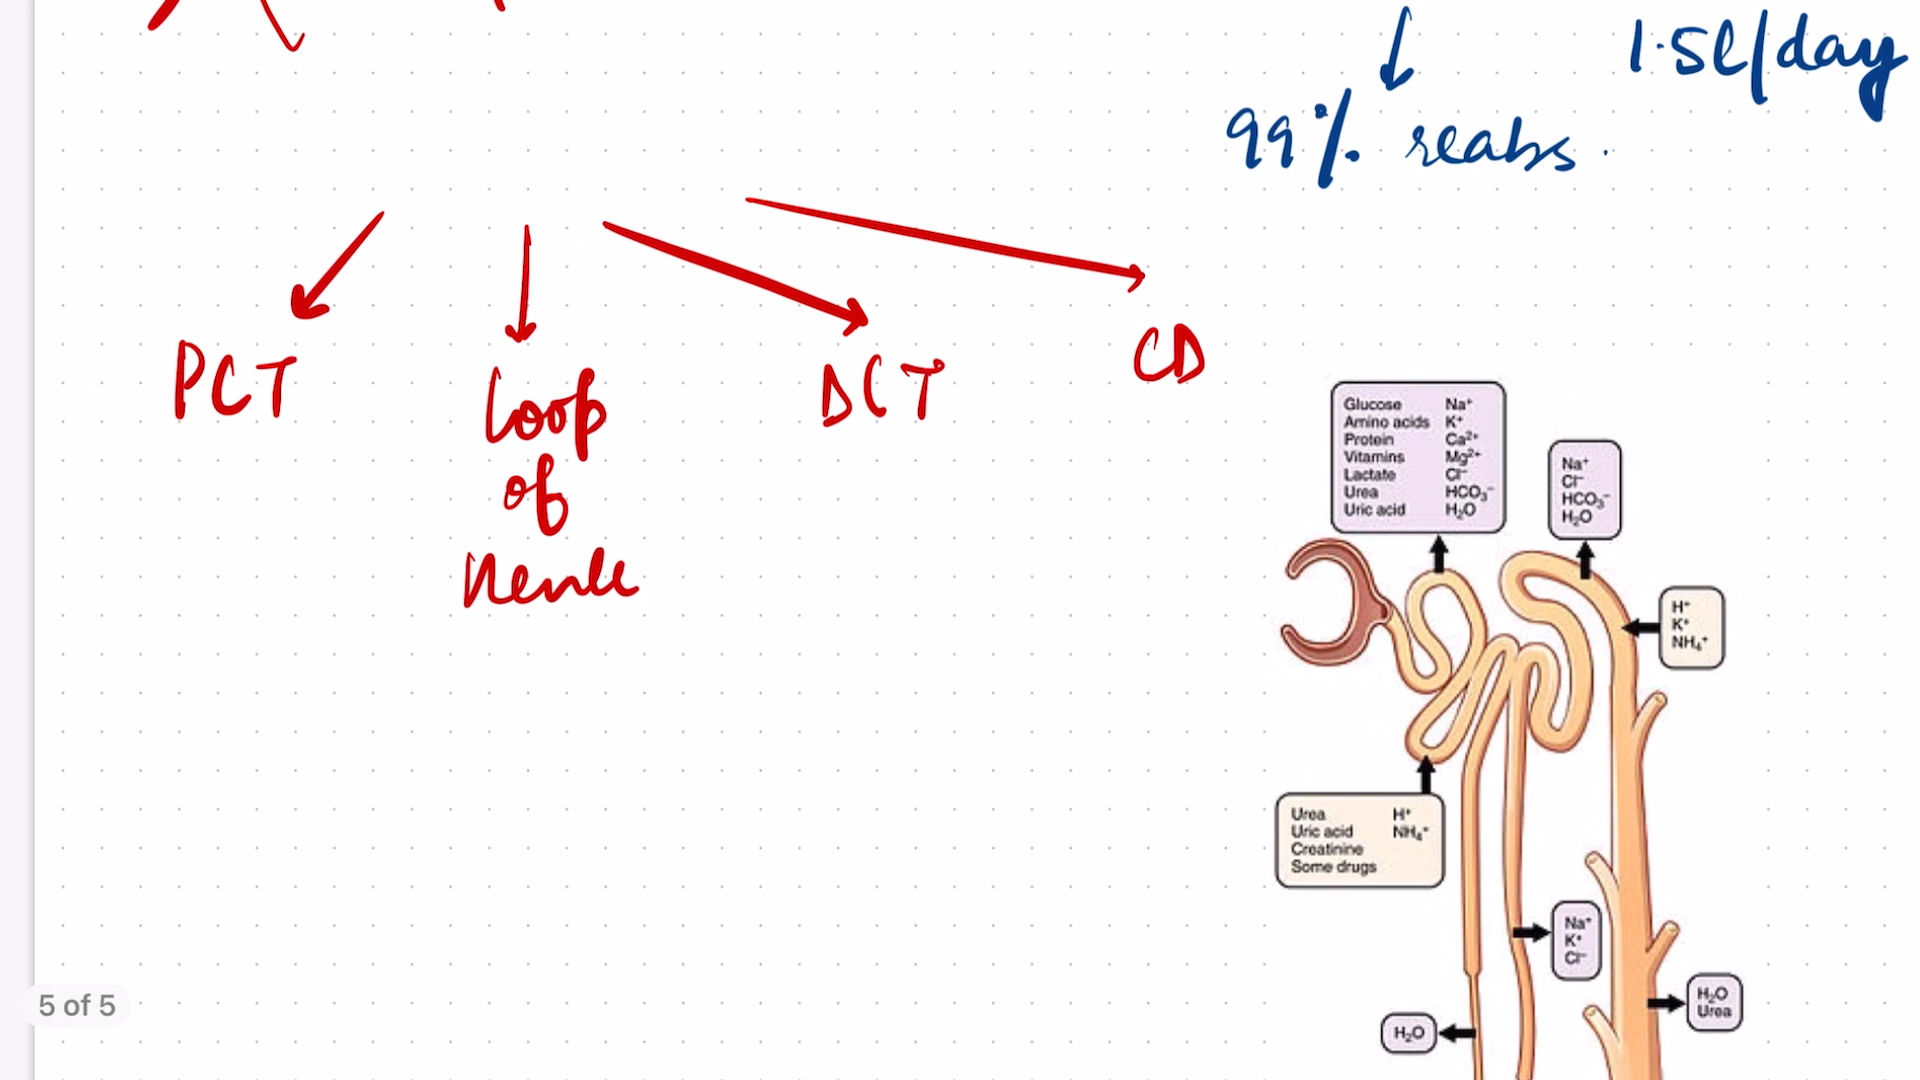 1.5l/day
99% reabs.
PCT
Loop
of
Henle
DCT
CD
Glucose Na⁺
Amino acids K⁺
Protein Ca²⁺
Vitamins Mg²⁺
Lactate Cl⁻
Urea HCO₃⁻
Uric acid H₂O
Na⁺
Cl⁻
HCO₃⁻
H₂O
H⁺
K⁺
NH₄⁺
Urea H⁺
Uric acid NH₄⁺
Creatinine
Some drugs
Na⁺
K⁺
Cl⁻
H₂O
Urea
H₂O
5 of 5